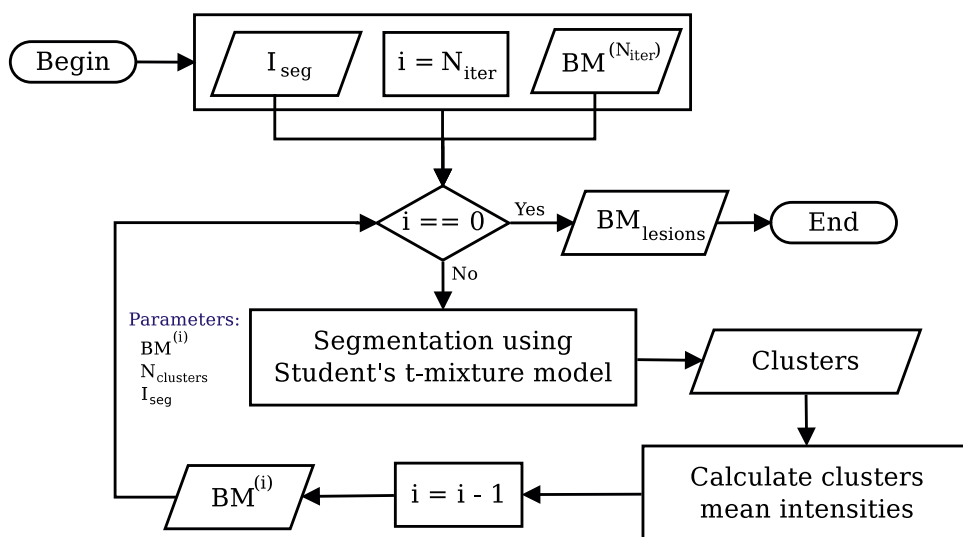 Begin
I seg
i = N iter
BM (N iter)
i == 0
Yes
BM lesions
End
No
Parameters:
BM (i)
N clusters
I seg
Segmentation using
Student's t-mixture model
Clusters
Calculate clusters
mean intensities
i = i - 1
BM (i)